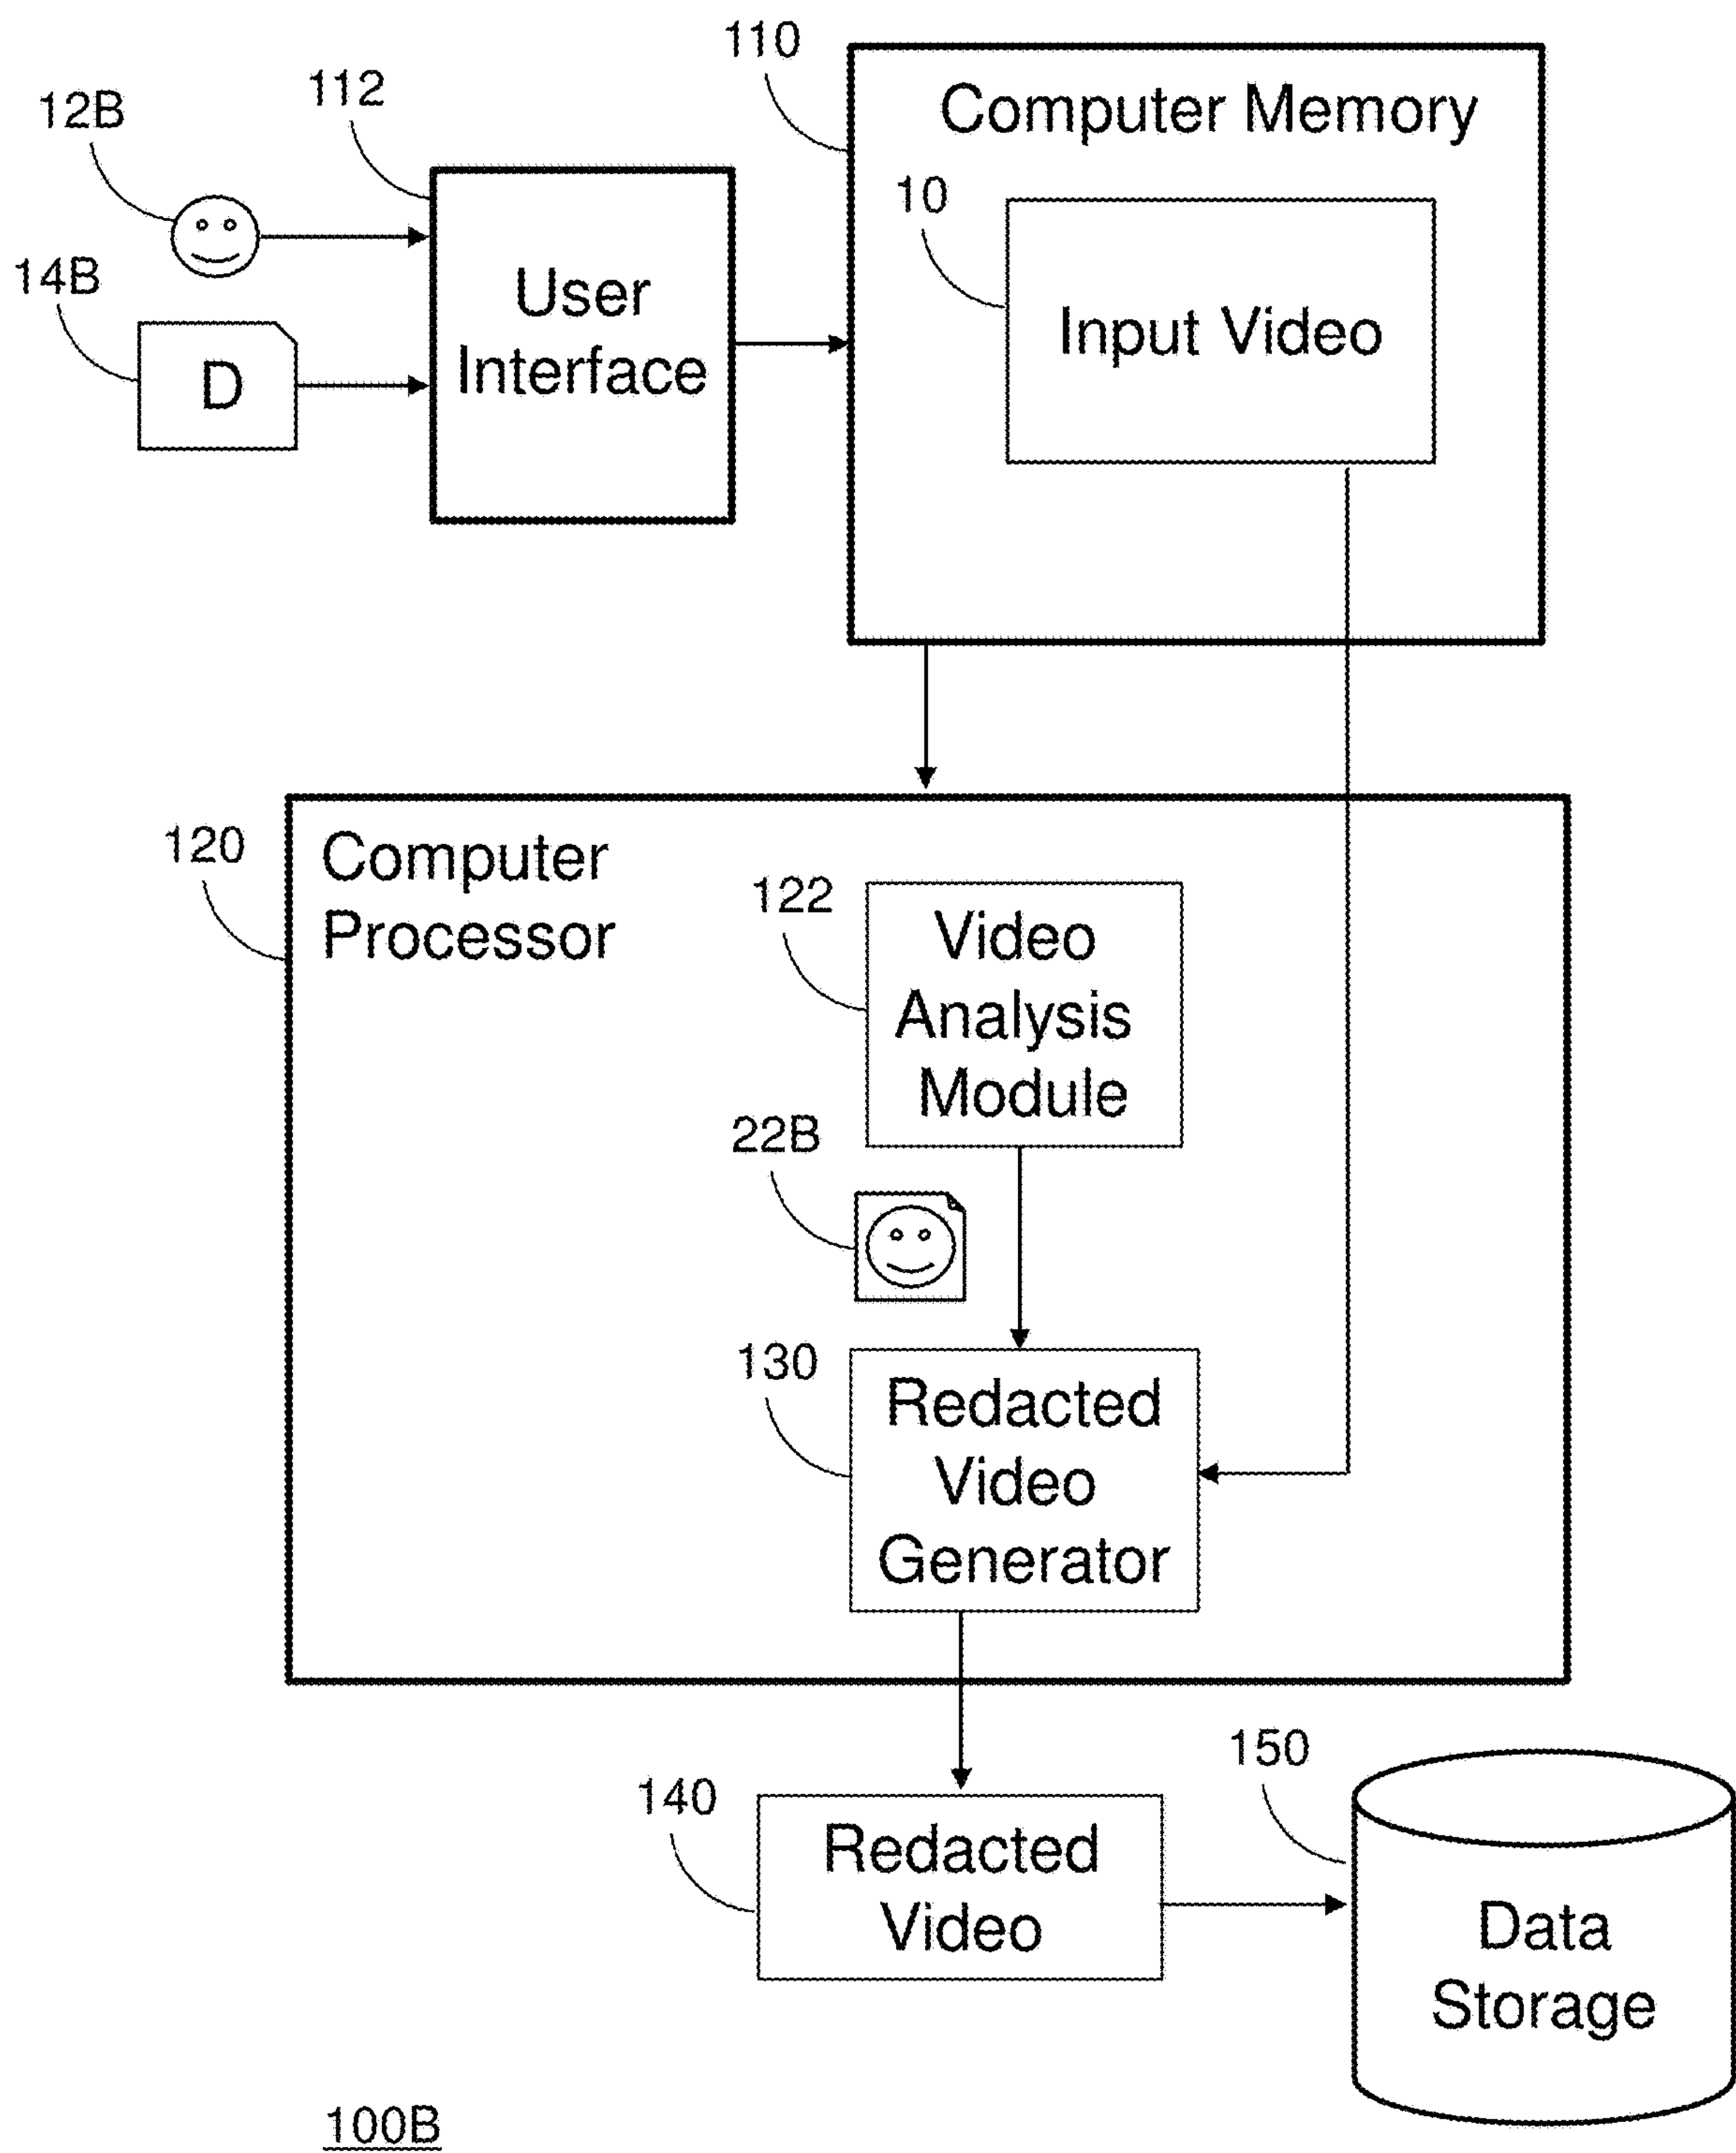 110
Computer Memory
112
12B
10
14B
D
User
Interface
Input Video
120
Computer
Processor
122
Video
Analysis
Module
22B
130
Redacted
Video
Generator
140
Redacted
Video
150
Data
Storage
100B